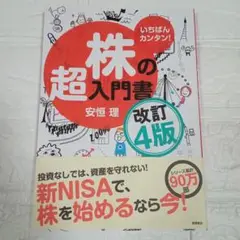 いちばん
カンタン!
株の
超入門書
安恒 理
改訂
4版
投資なしでは、資産を守れない!
新NISAで、
株を始めるなら今!
シリーズ累計
90万部